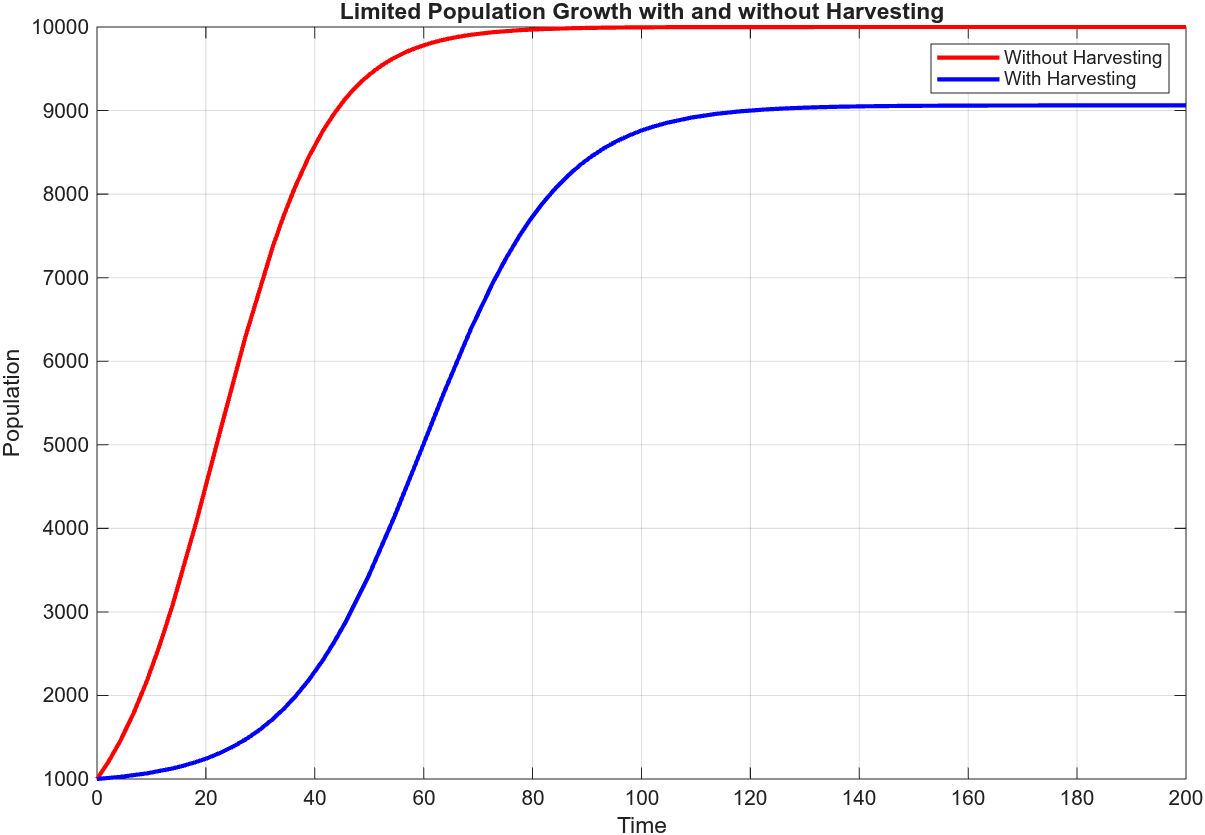 Limited Population Growth with and without Harvesting
10000
9000
8000
7000
6000
5000
4000
3000
2000
1000
Population
Without Harvesting
With Harvesting
0 20 40 60 80 100 120 140 160 180 200
Time